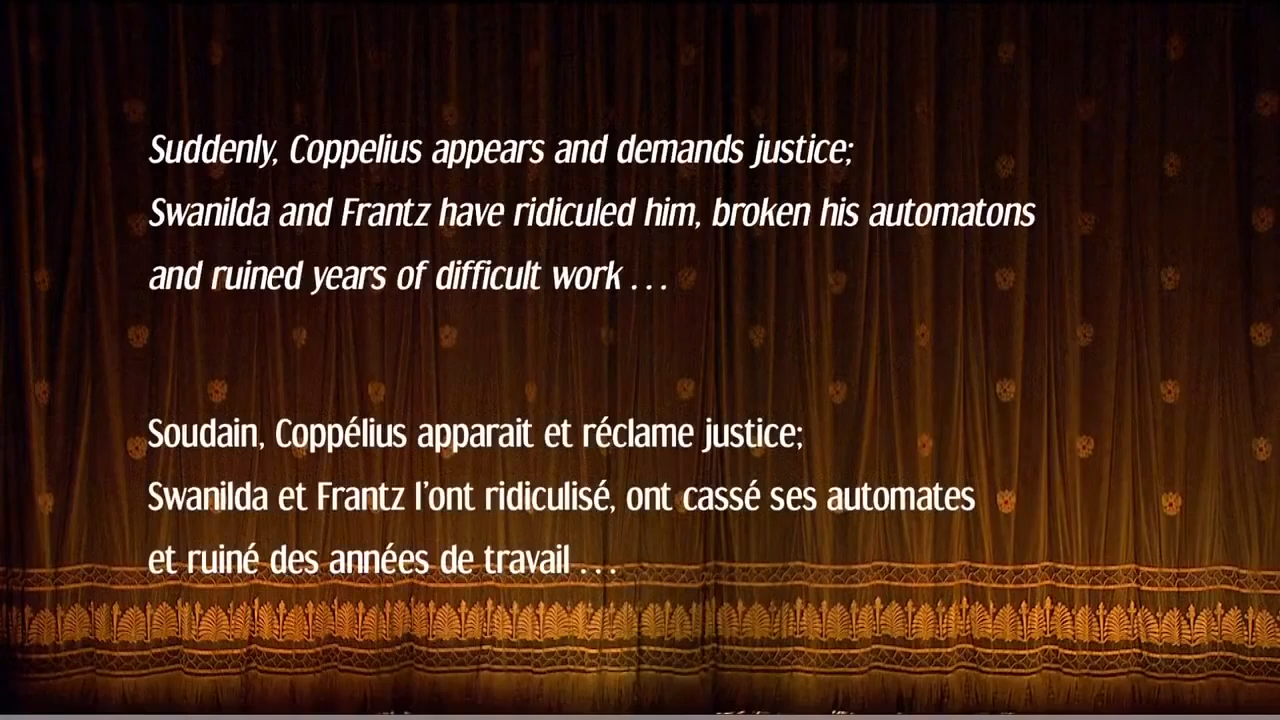 Suddenly, Coppelius appears and demands justice;
Swanilda and Frantz have ridiculed him, broken his automatons
and ruined years of difficult work . . .
Soudain, Coppélius apparait et réclame justice;
Swanilda et Frantz l’ont ridiculisé, ont cassé ses automates
et ruiné des années de travail . . .